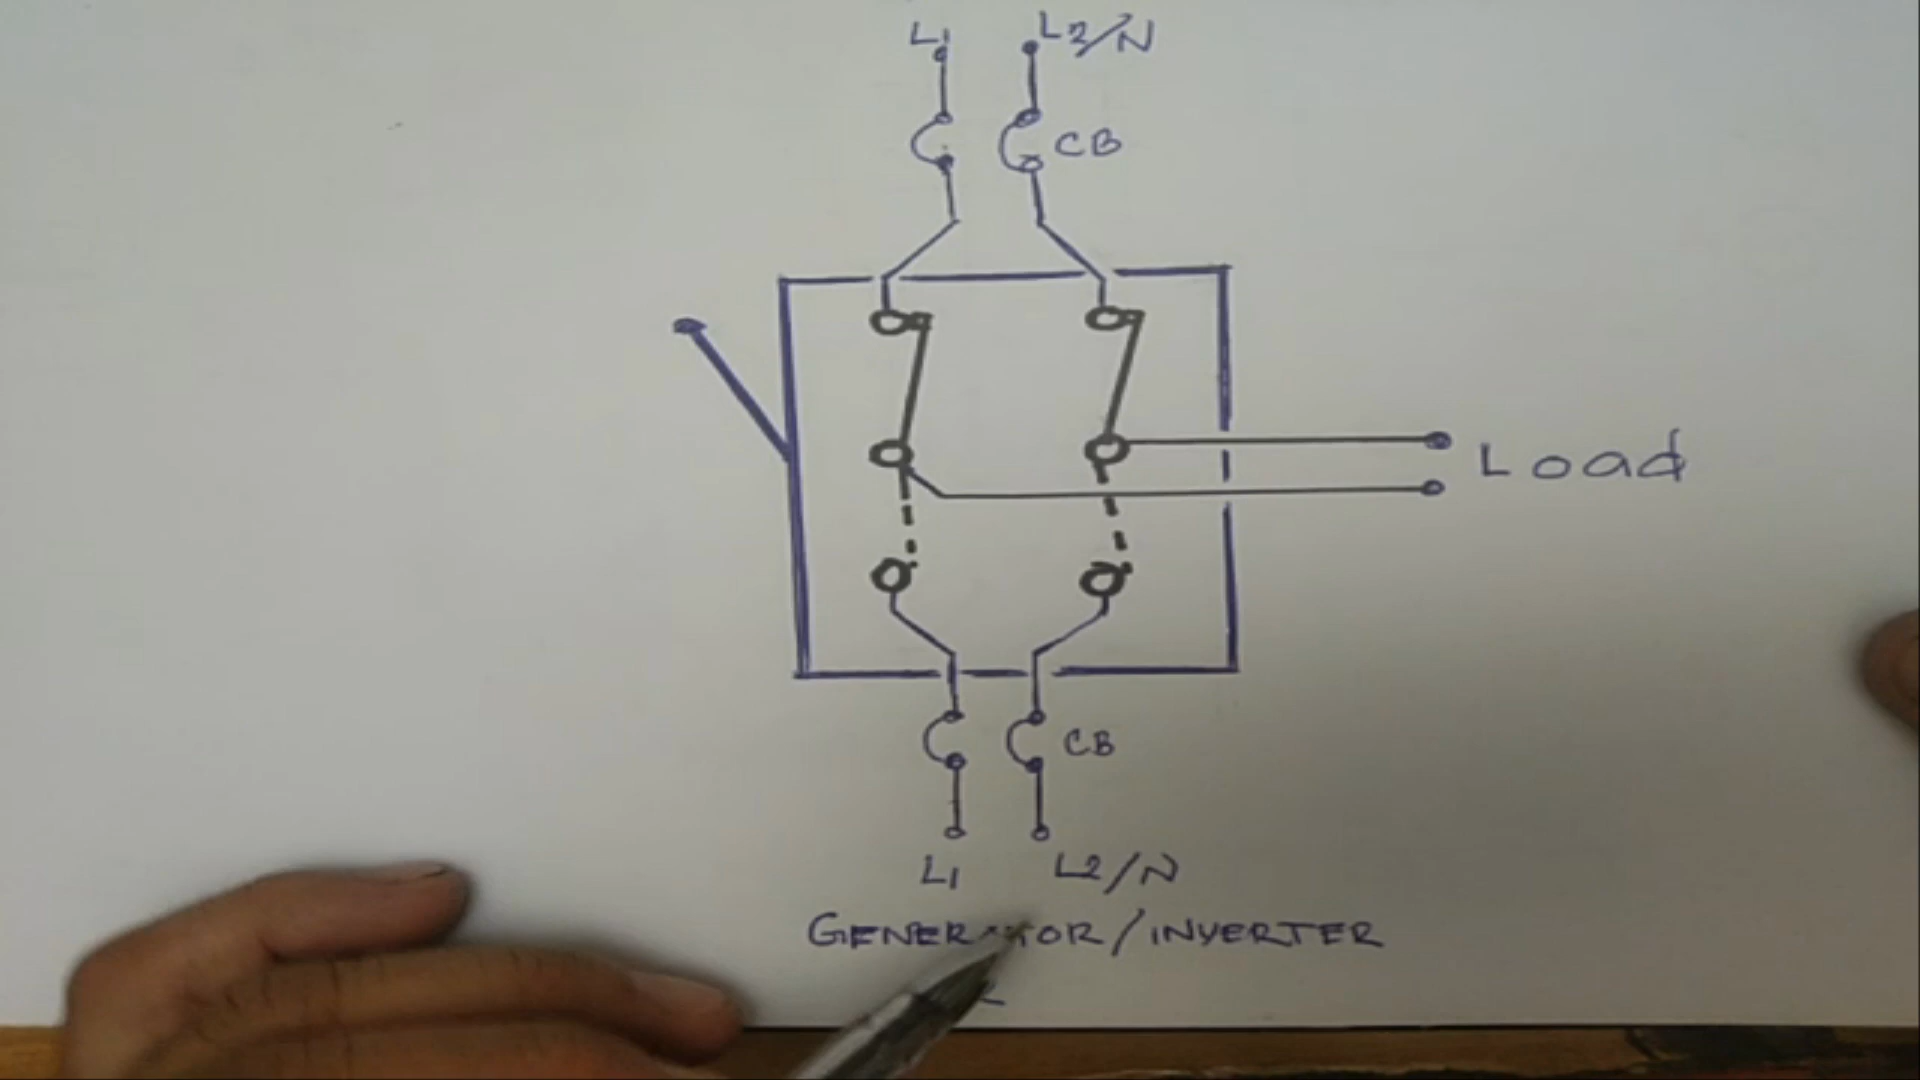 L1 L2/N
CB
Load
CB
L1 L2/N
GENERATOR/INVERTER